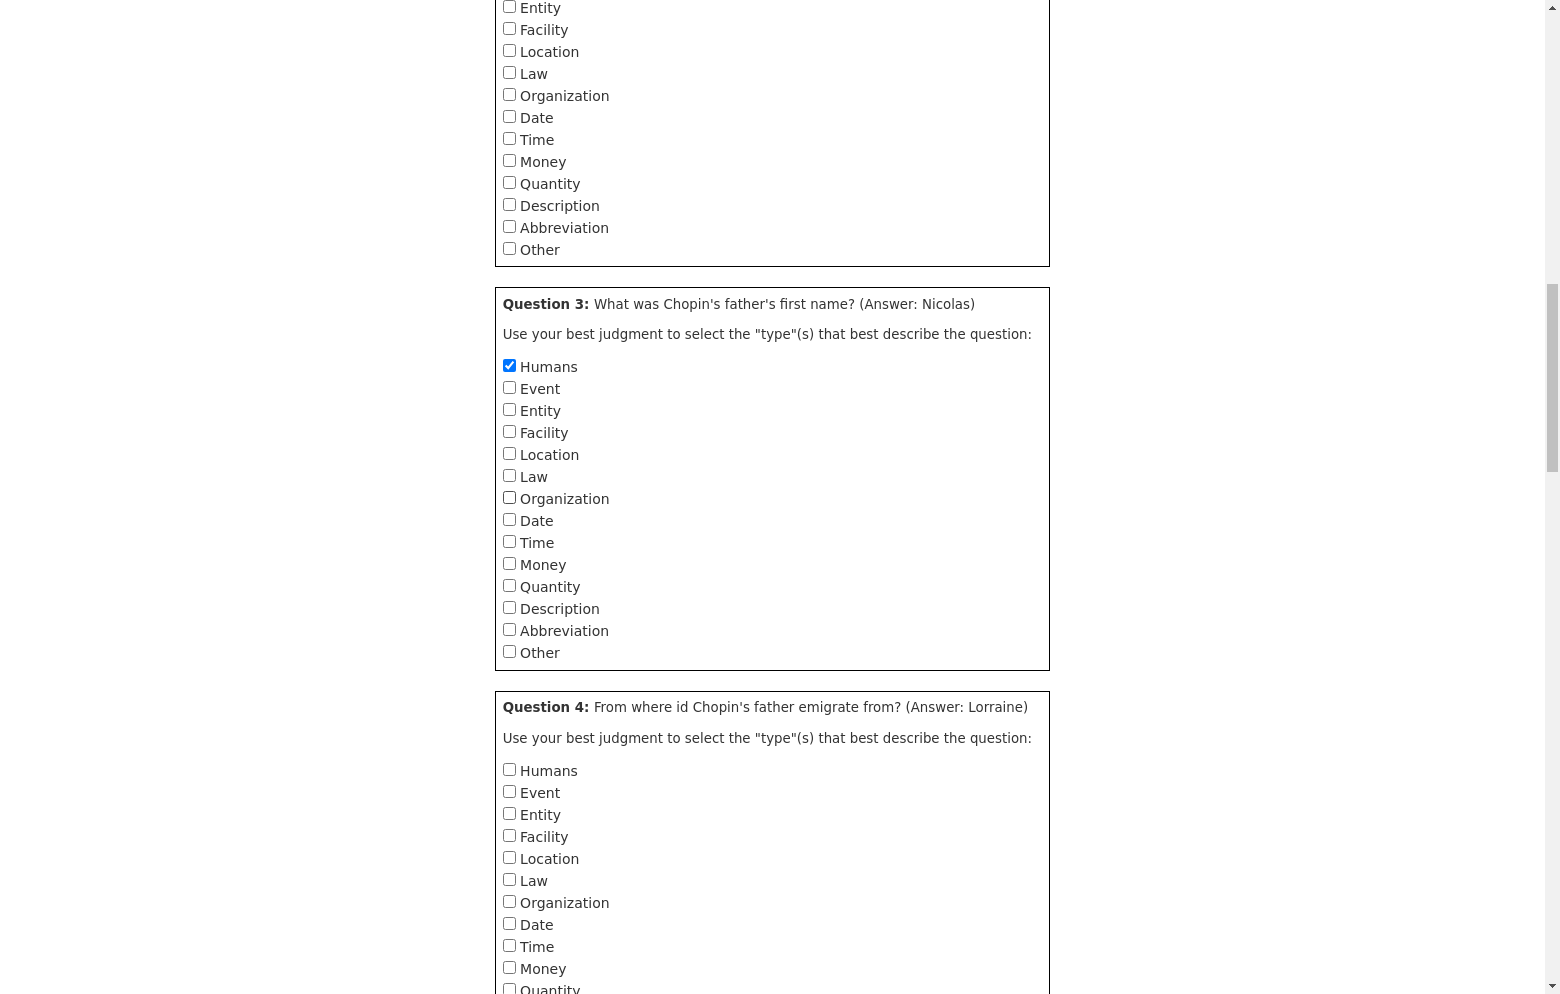 Entity
Facility
Location
Law
Organization
Date
Time
Money
Quantity
Description
Abbreviation
Other
Question 3: What was Chopin's father's first name? (Answer: Nicolas)
Use your best judgment to select the "type"(s) that best describe the question:
Humans
Event
Entity
Facility
Location
Law
Organization
Date
Time
Money
Quantity
Description
Abbreviation
Other
Question 4: From where id Chopin's father emigrate from? (Answer: Lorraine)
Use your best judgment to select the "type"(s) that best describe the question:
Humans
Event
Entity
Facility
Location
Law
Organization
Date
Time
Money
Quantity